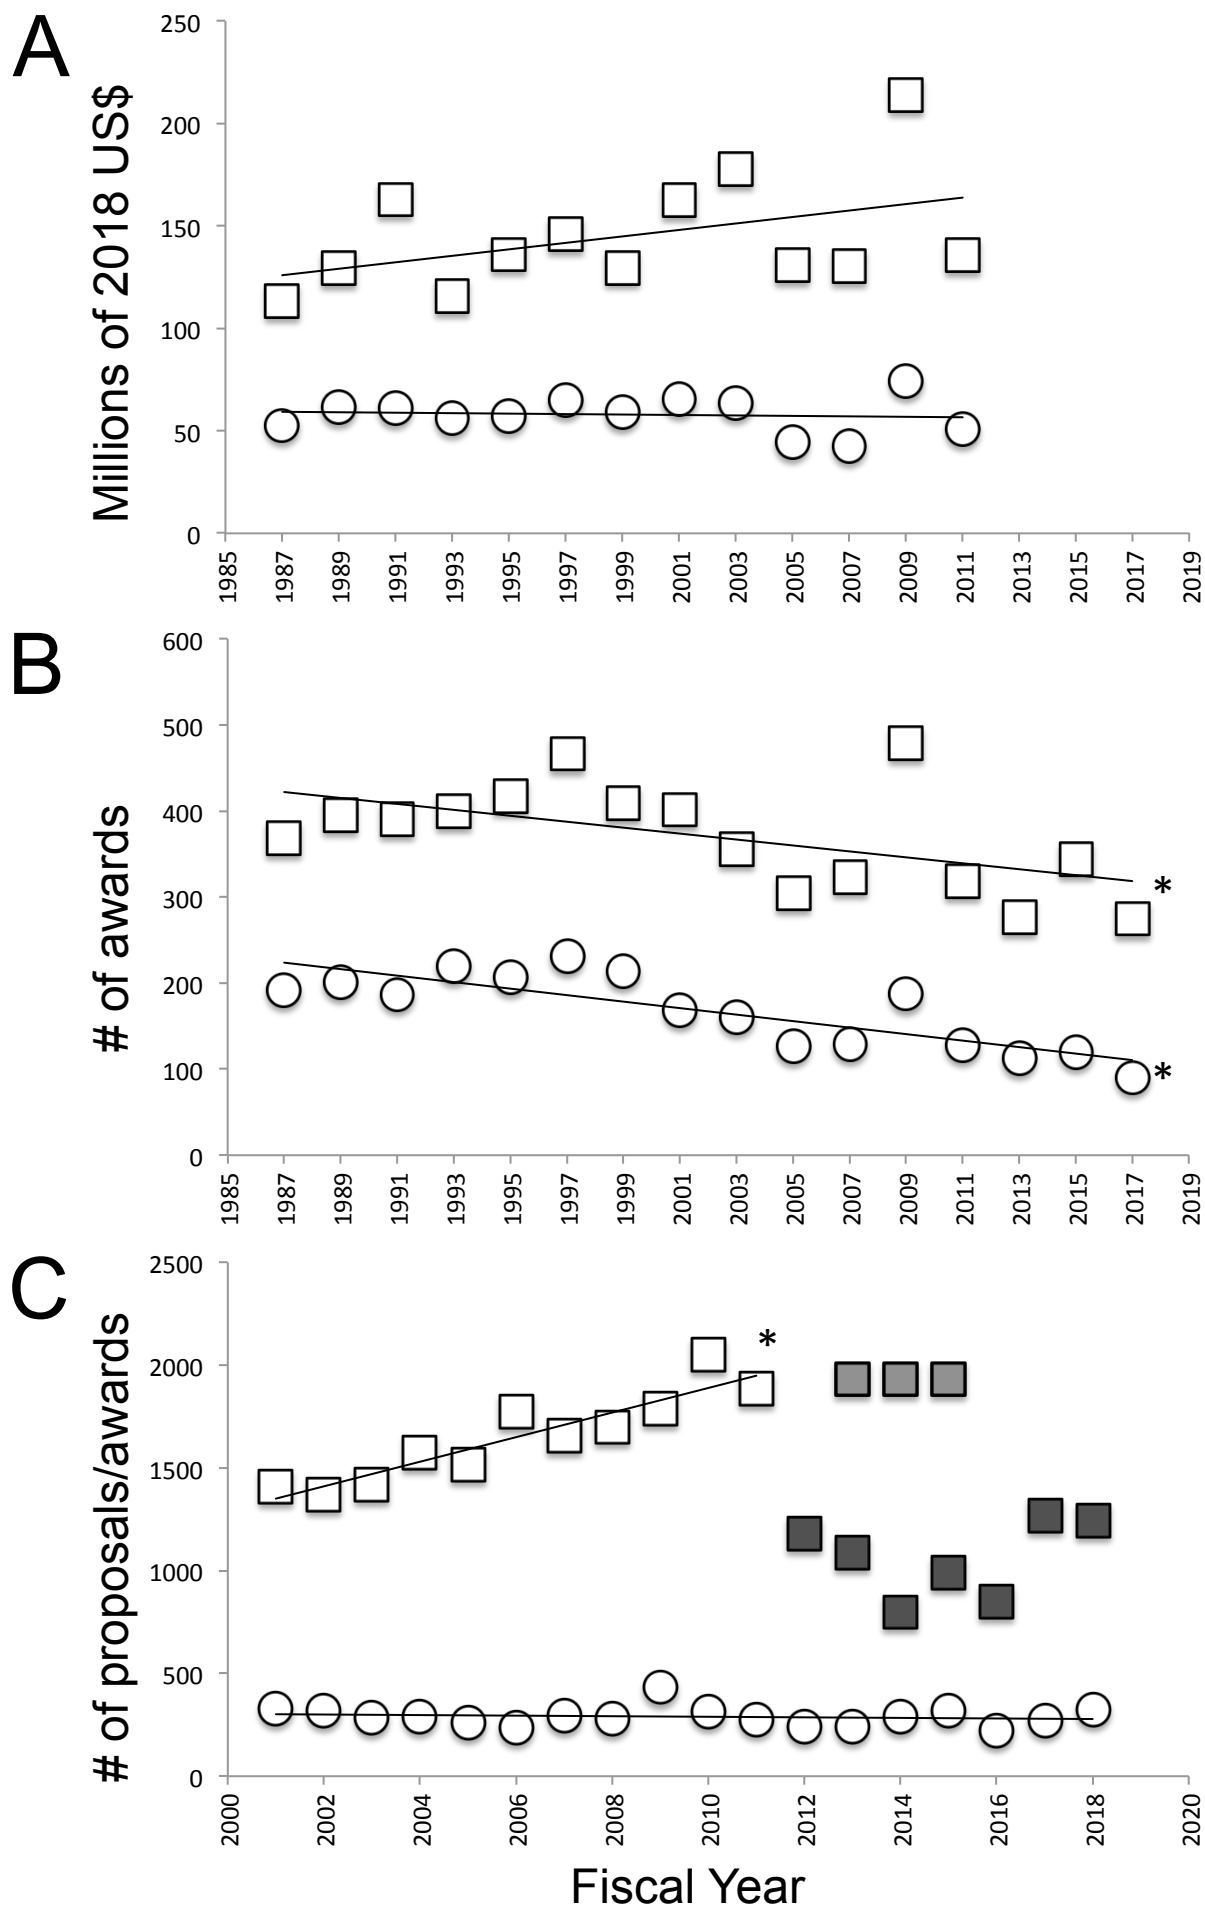 A
Millions of 2018 US$
250
200
150
100
50
0
1985 1987 1989 1991 1993 1995 1997 1999 2001 2003 2005 2007 2009 2011 2013 2015 2017 2019
B
# of awards
600
500
400
300
200
100
0
*
*
1985 1987 1989 1991 1993 1995 1997 1999 2001 2003 2005 2007 2009 2011 2013 2015 2017 2019
C
# of proposals/awards
2500
2000
1500
1000
500
0
*
2000 2002 2004 2006 2008 2010 2012 2014 2016 2018 2020
Fiscal Year